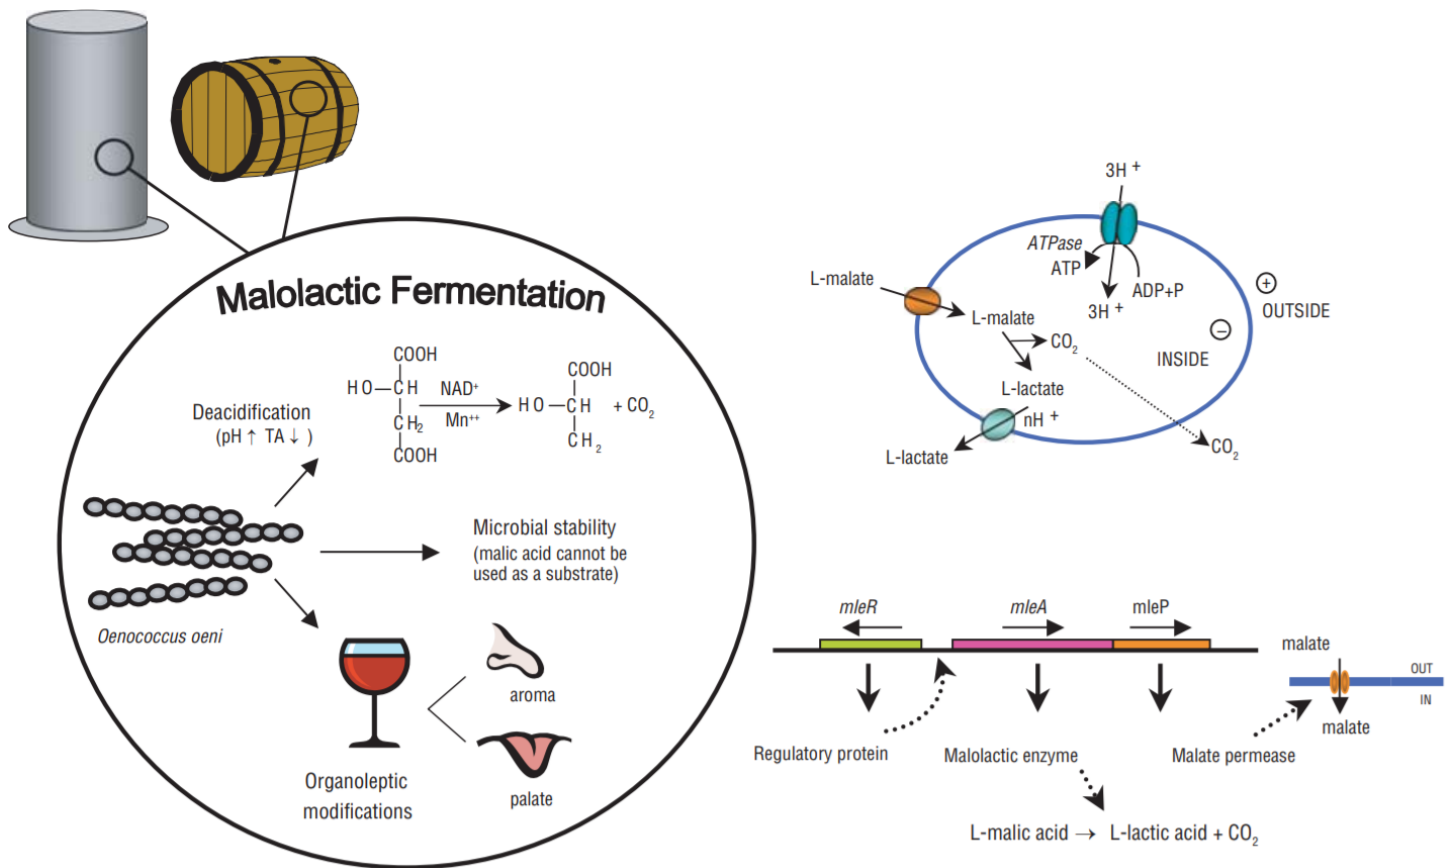 Malolactic Fermentation
Deacidification
(pH ↑ TA ↓ )
COOH
HO—CH
CH₂
COOH
NAD⁺
Mn⁺⁺
COOH
HO—CH
CH₂
+ CO₂
Oenococcus oeni
Microbial stability
(malic acid cannot be
used as a substrate)
Organoleptic
modifications
aroma
palate
3H⁺
ATPase
ATP
ADP+P
3H⁺
L-malate
L-malate
CO₂
L-lactate
nH⁺
L-lactate
CO₂
+
OUTSIDE
−
INSIDE
mleR
mleA
mleP
Regulatory protein
Malolactic enzyme
Malate permease
malate
OUT
IN
malate
L-malic acid → L-lactic acid + CO₂